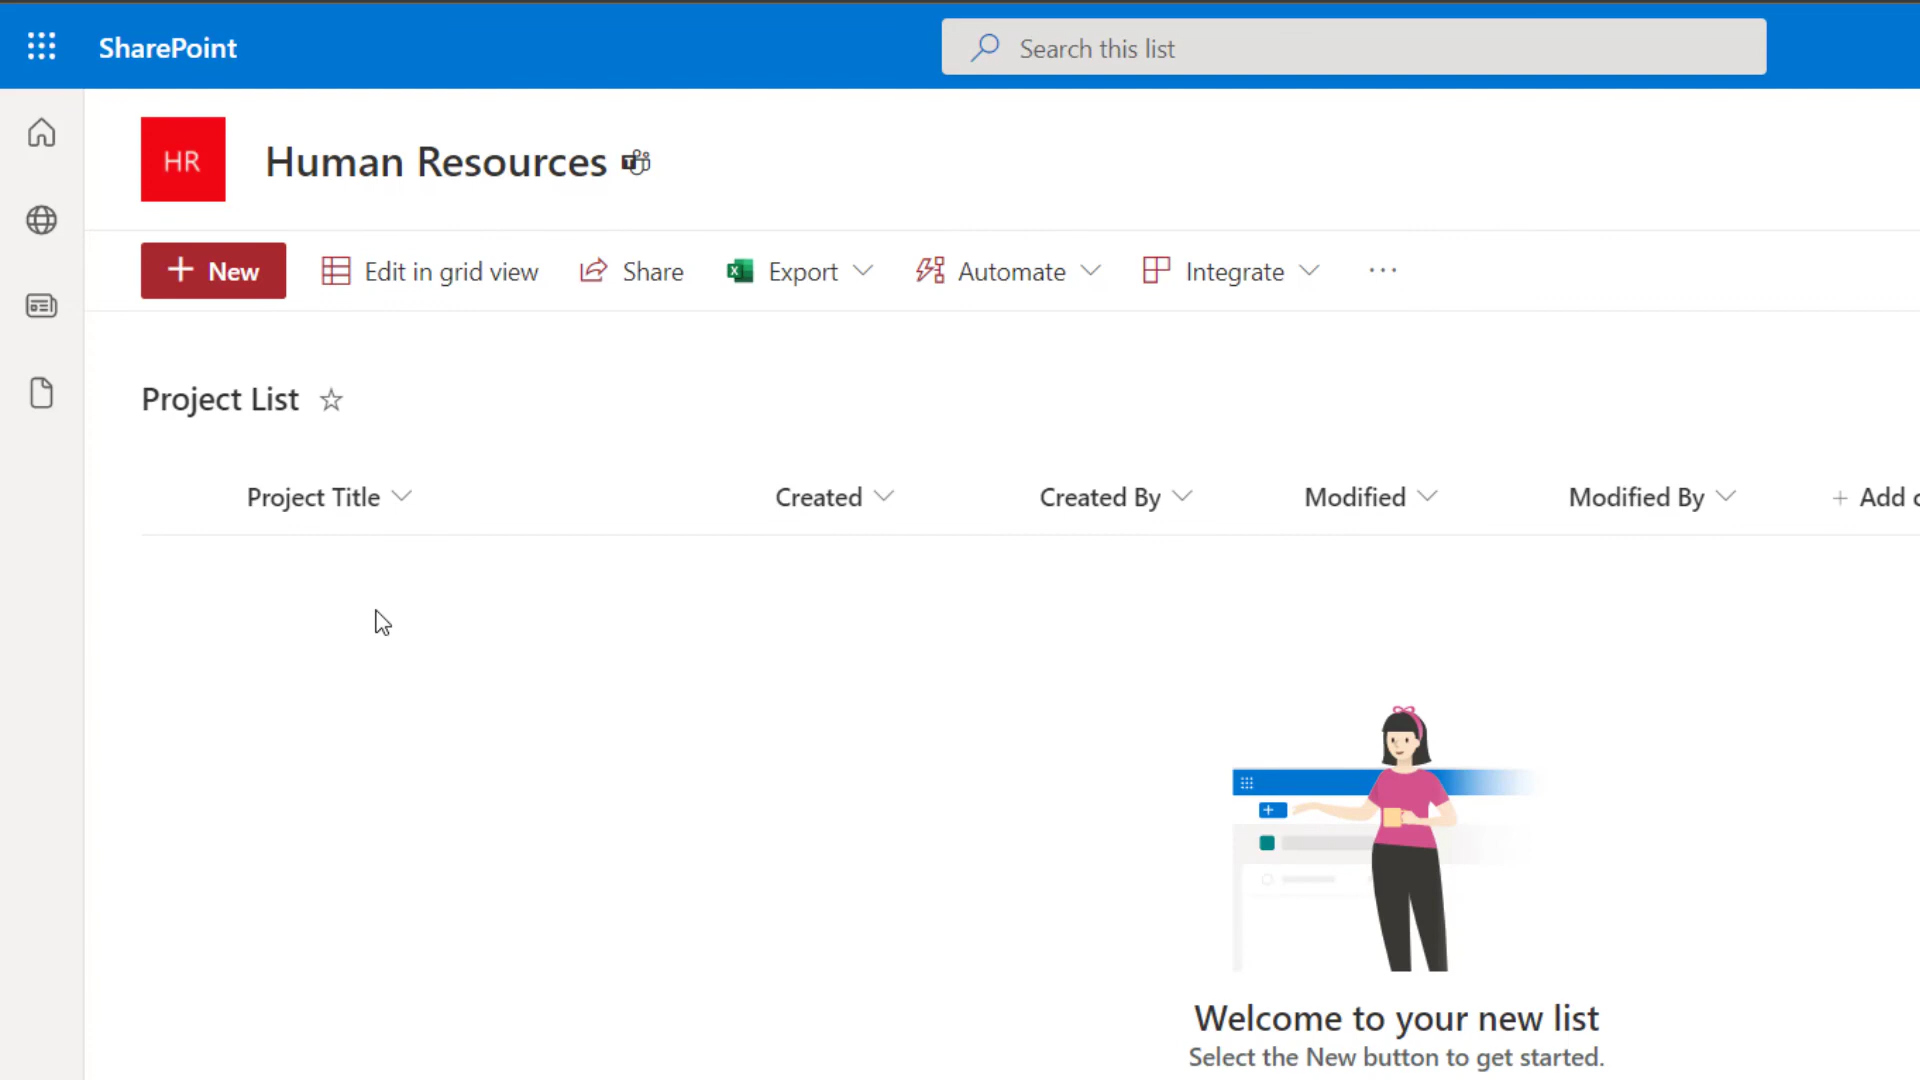 SharePoint
Search this list
HR
Human Resources
New
Edit in grid view
Share
Export
Automate
Integrate
Project List
Project Title
Created
Created By
Modified
Modified By
Add
Welcome to your new list
Select the New button to get started.